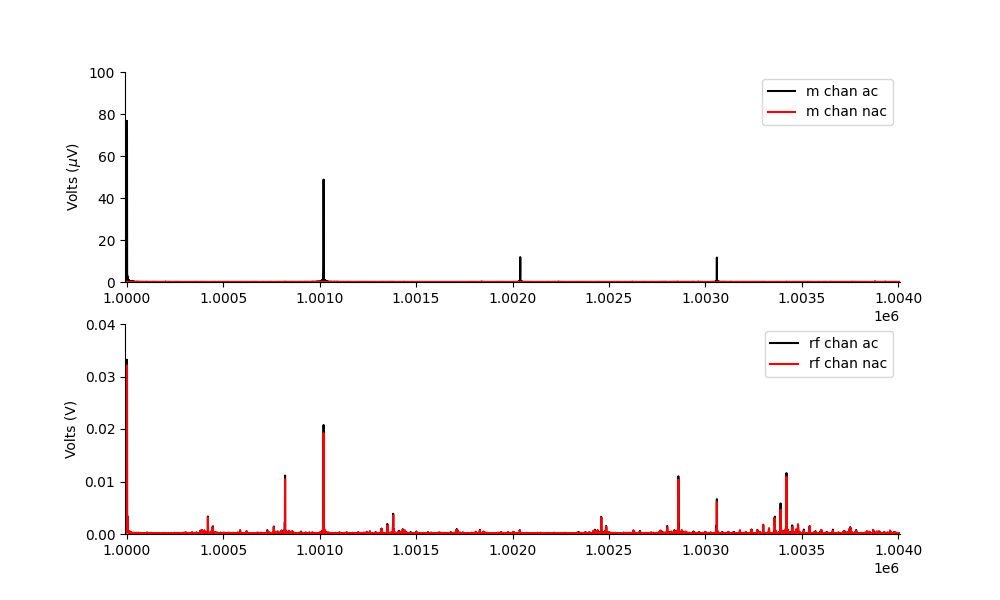 100
80
60
40
20
0
Volts (μV)
m chan ac
m chan nac
1.0000 1.0005 1.0010 1.0015 1.0020 1.0025 1.0030 1.0035 1.0040
1e6
0.04
0.03
0.02
0.01
0.00
Volts (V)
rf chan ac
rf chan nac
1.0000 1.0005 1.0010 1.0015 1.0020 1.0025 1.0030 1.0035 1.0040
1e6